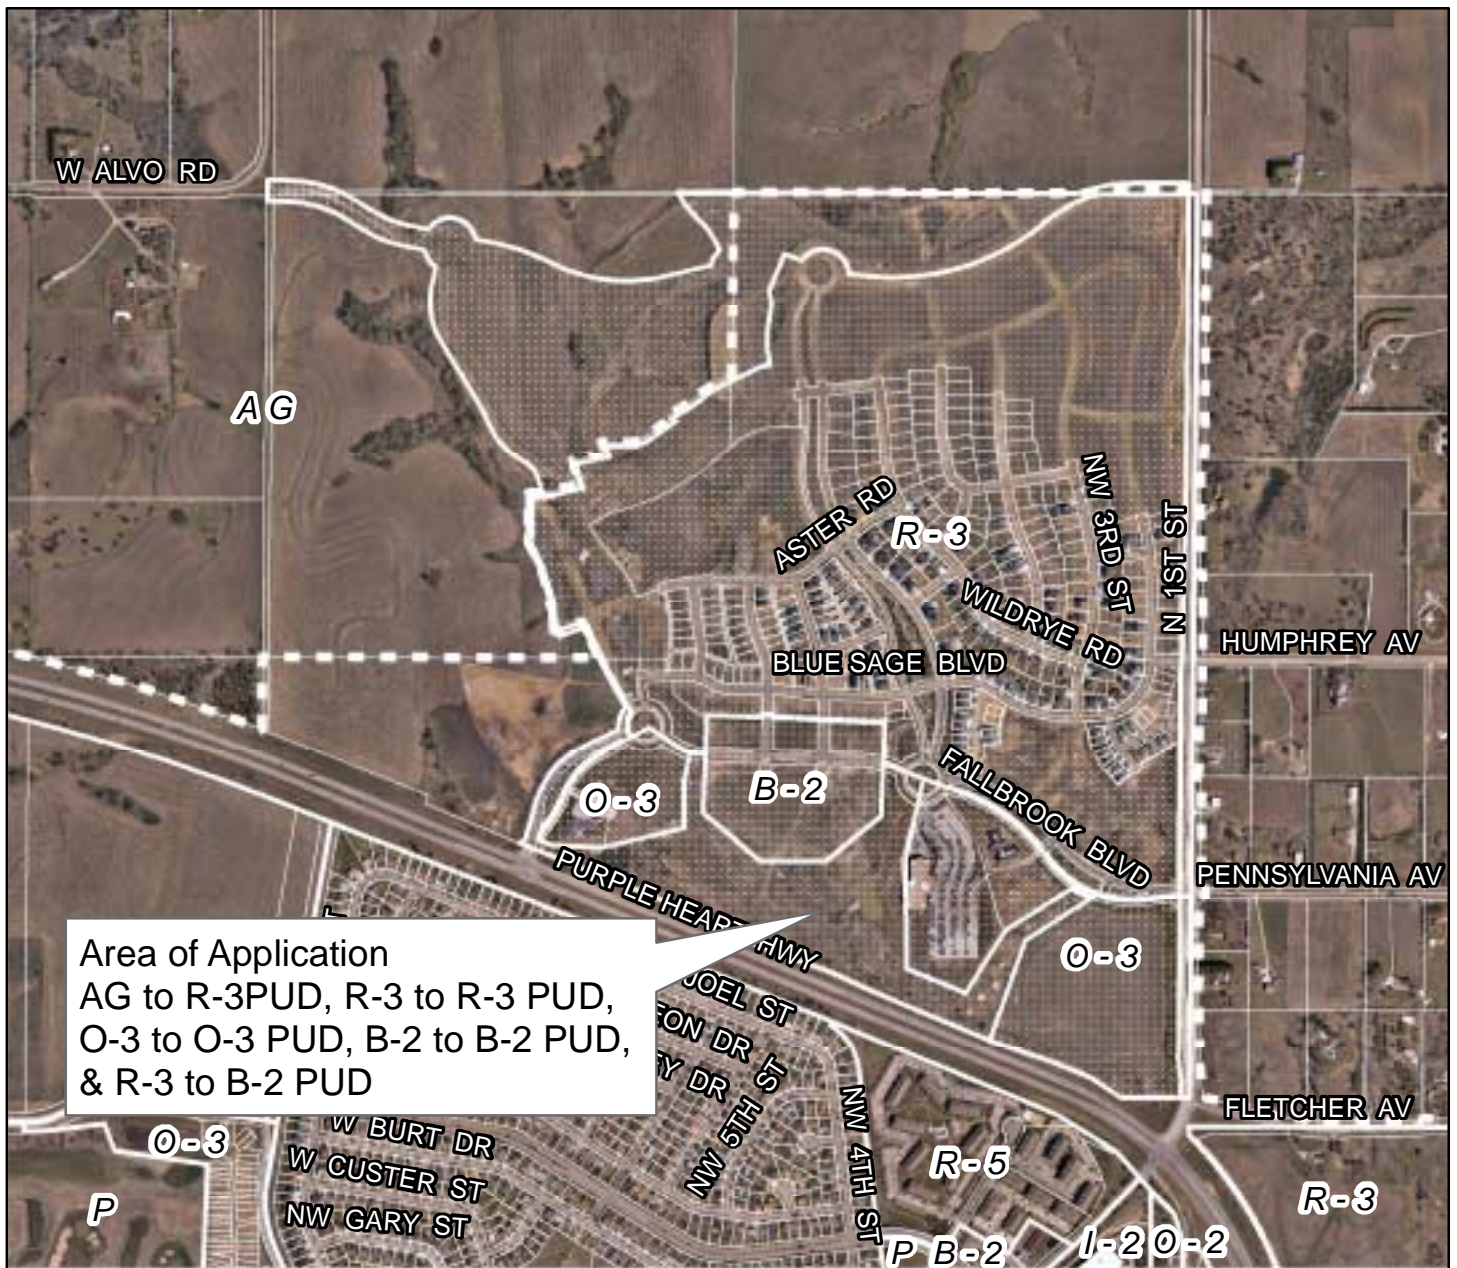 W ALVO RD
AG
ASTER RD
R-3
NW 3RD ST
N 1ST ST
WILDRYE RD
HUMPHREY AV
BLUE SAGE BLVD
O-3
B-2
FALLBROOK BLVD
PENNSYLVANIA AV
PURPLE HEART HWY
O-3
Area of Application
AG to R-3PUD, R-3 to R-3 PUD,
O-3 to O-3 PUD, B-2 to B-2 PUD,
& R-3 to B-2 PUD
JOEL ST
DR
DR
NW 5TH ST
NW 4TH ST
FLETCHER AV
O-3
W BURT DR
W CUSTER ST
NW GARY ST
P
R-5
R-3
P
B-2
I-2
O-2